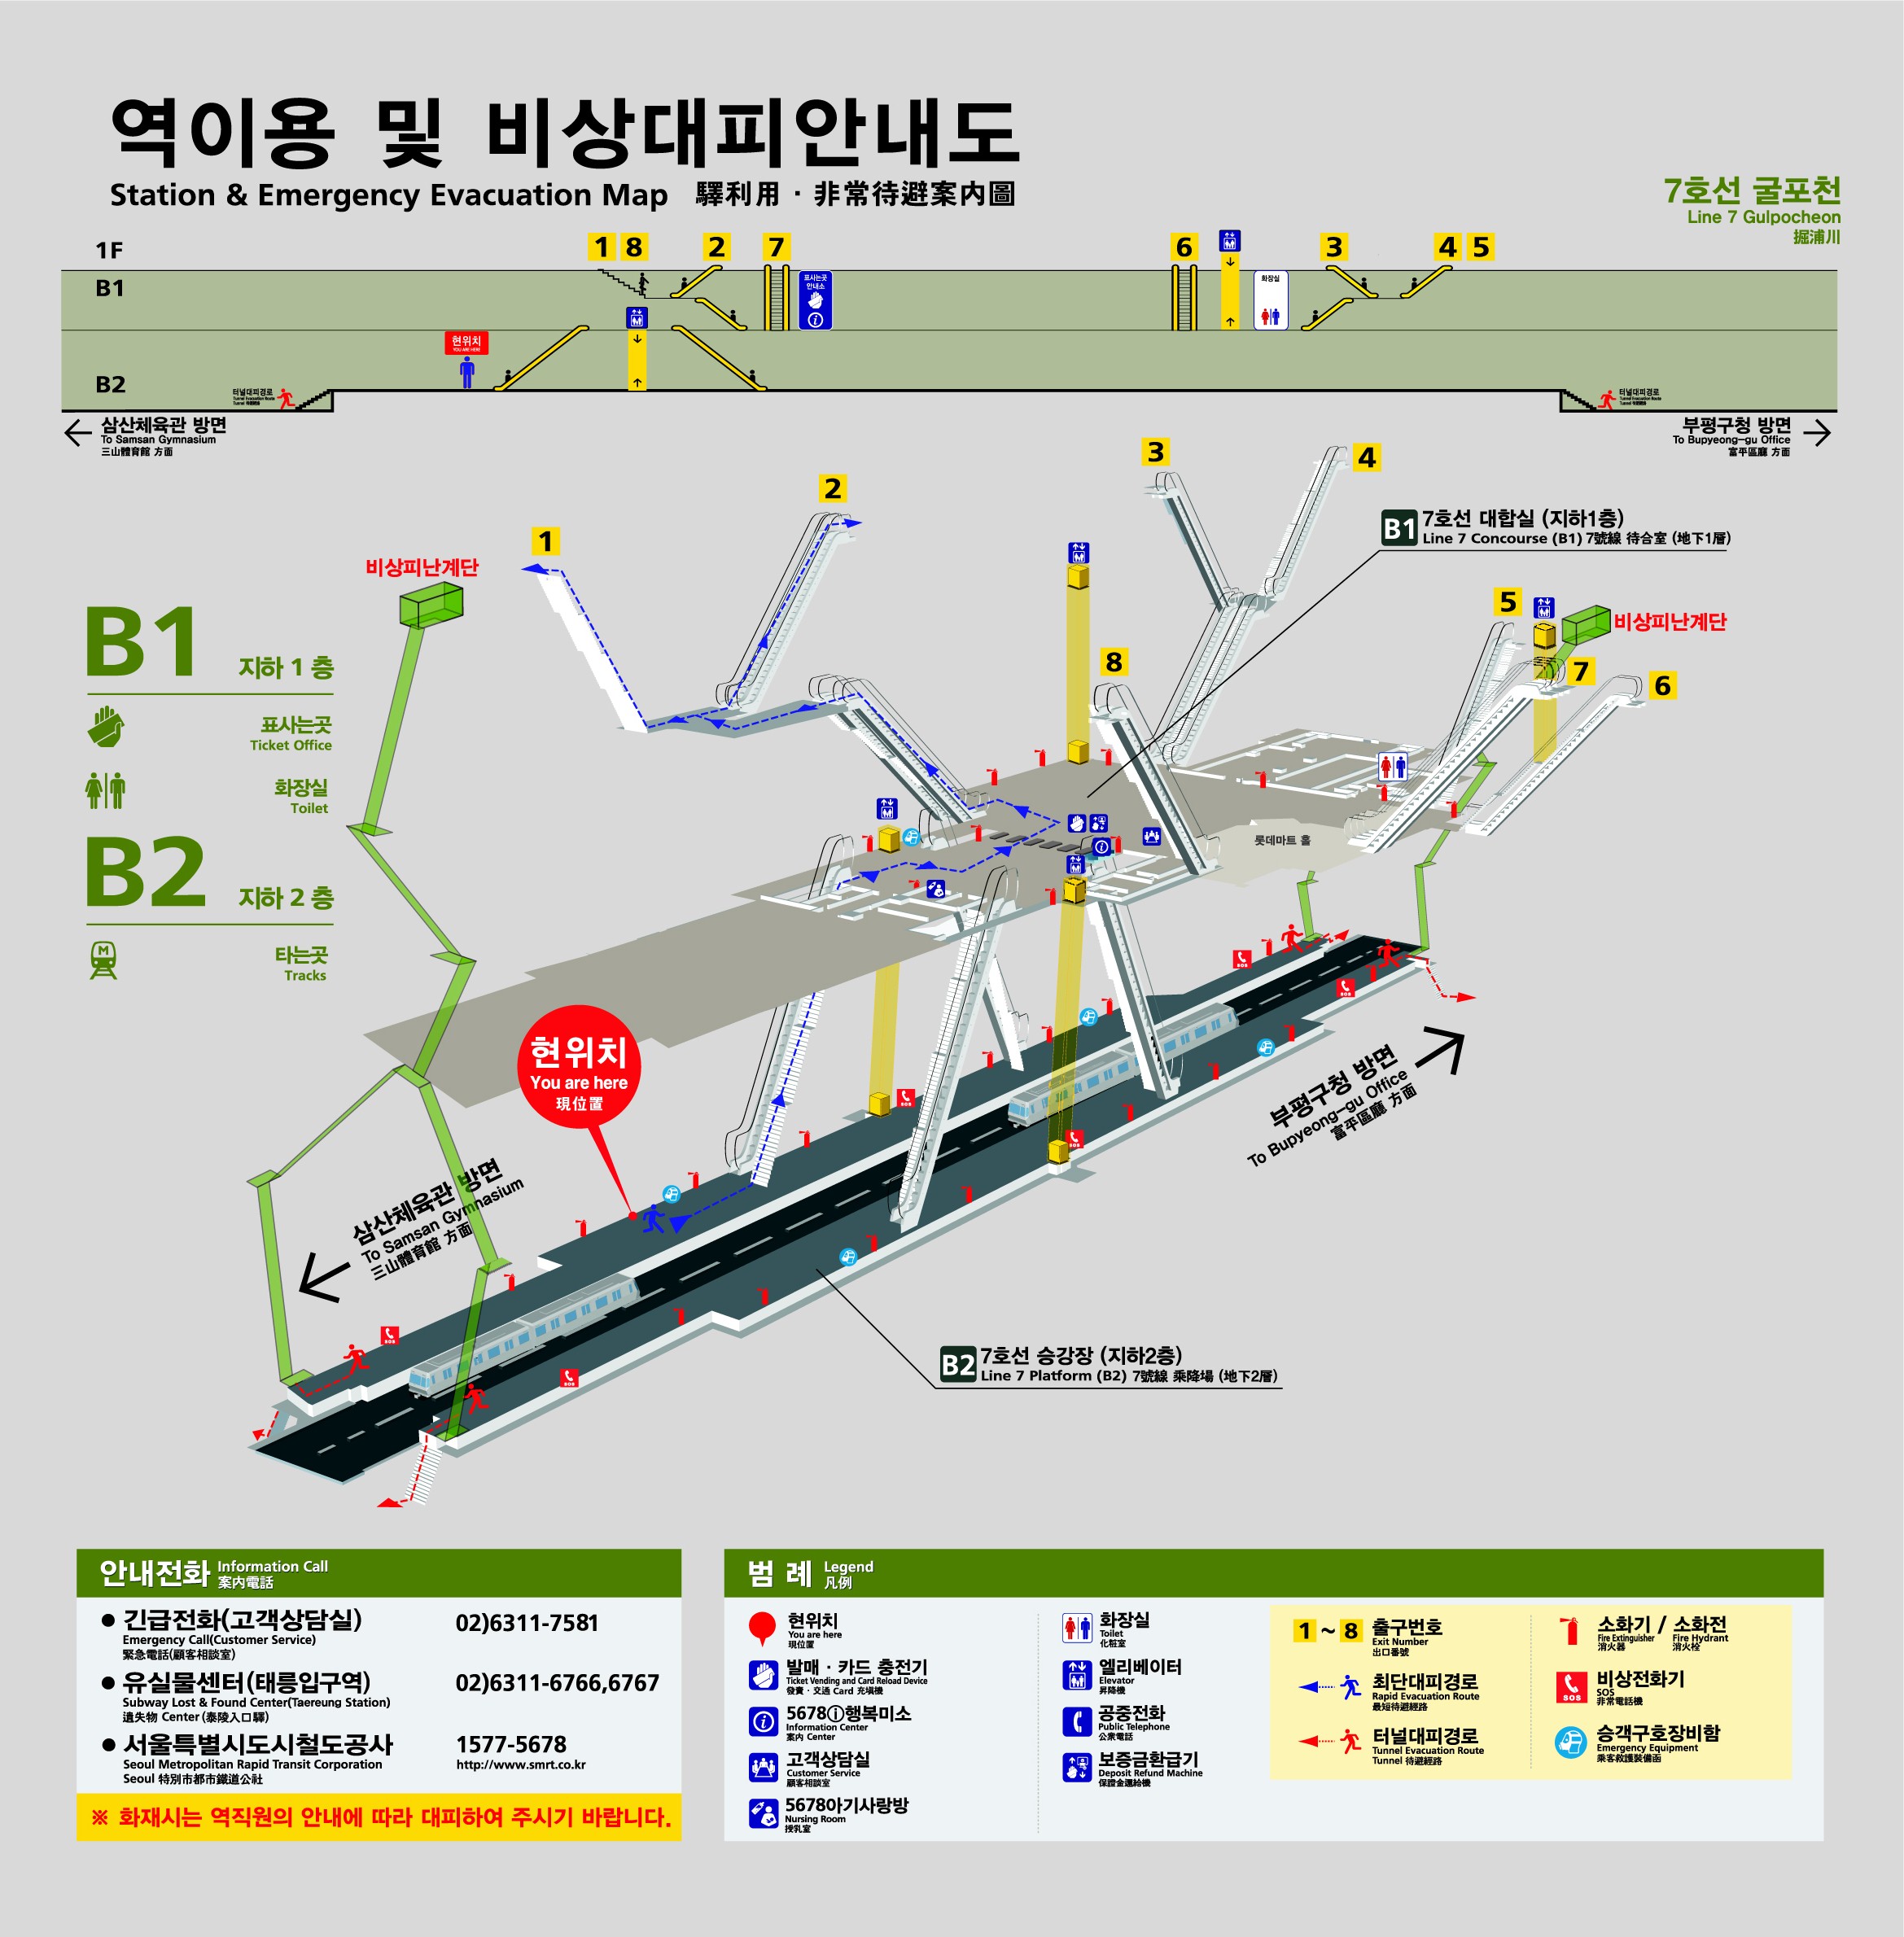 역이용 및 비상대피안내도
Station & Emergency Evacuation Map 驛利用 · 非常待避案內圖
7호선 굴포천
Line 7 Gulpocheon
掘浦川
1F
1 8 2 7 6 3 4 5
B1
표사는곳
안내소
화장실
현위치
YOU ARE HERE
B2
터널대피경로
Tunnel Evacuation Route
Tunnel 待避經路
터널대피경로
Tunnel Evacuation Route
Tunnel 待避經路
삼산체육관 방면
To Samsan Gymnasium
三山體育館 方面
부평구청 방면
To Bupyeong-gu Office
富平區廳 方面
3
4
2
1
B1 7호선 대합실 (지하1층)
Line 7 Concourse (B1) 7號線 待合室 (地下1層)
비상피난계단
5
비상피난계단
8
7
6
B1 지하 1 층
표사는곳
Ticket Office
화장실
Toilet
B2 지하 2 층
M
타는곳
Tracks
롯데마트 홀
현위치
You are here
現位置
SOS
SOS
SOS
SOS
SOS
SOS
부평구청 방면
To Bupyeong-gu Office
富平區廳 方面
삼산체육관 방면
To Samsan Gymnasium
三山體育館 方面
B2 7호선 승강장 (지하2층)
Line 7 Platform (B2) 7號線 乘降場 (地下2層)
안내전화 Information Call
案內電話
● 긴급전화(고객상담실) 02)6311-7581
Emergency Call(Customer Service)
緊急電話(顧客相談室)
● 유실물센터(태릉입구역) 02)6311-6766,6767
Subway Lost & Found Center(Taereung Station)
遺失物 Center (泰陵入口驛)
● 서울특별시도시철도공사 1577-5678
Seoul Metropolitan Rapid Transit Corporation http://www.smrt.co.kr
Seoul 特別市都市鐵道公社
※ 화재시는 역직원의 안내에 따라 대피하여 주시기 바랍니다.
범 례 Legend
凡例
현위치
You are here
現位置
발매 · 카드 충전기
Ticket Vending and Card Reload Device
發賣 · 交通 Card 充塡機
5678ⓘ행복미소
Information Center
案內 Center
고객상담실
Customer Service
顧客相談室
5678아기사랑방
Nursing Room
授乳室
화장실
Toilet
化粧室
엘리베이터
Elevator
昇降機
공중전화
Public Telephone
公衆電話
보증금환급기
Deposit Refund Machine
保證金還給機
1 ~ 8 출구번호
Exit Number
出口番號
최단대피경로
Rapid Evacuation Route
最短待避經路
터널대피경로
Tunnel Evacuation Route
Tunnel 待避經路
소화기 / 소화전
Fire Extinguisher Fire Hydrant
消火器 消火栓
SOS
비상전화기
SOS
非常電話機
승객구호장비함
Emergency Equipment
乘客救護裝備函